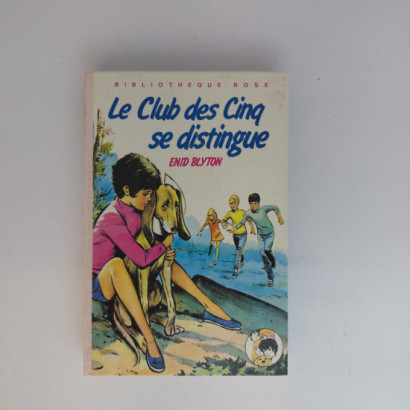 BIBLIOTHEQUE ROSE
Le Club des Cinq
se distingue
ENID BLYTON